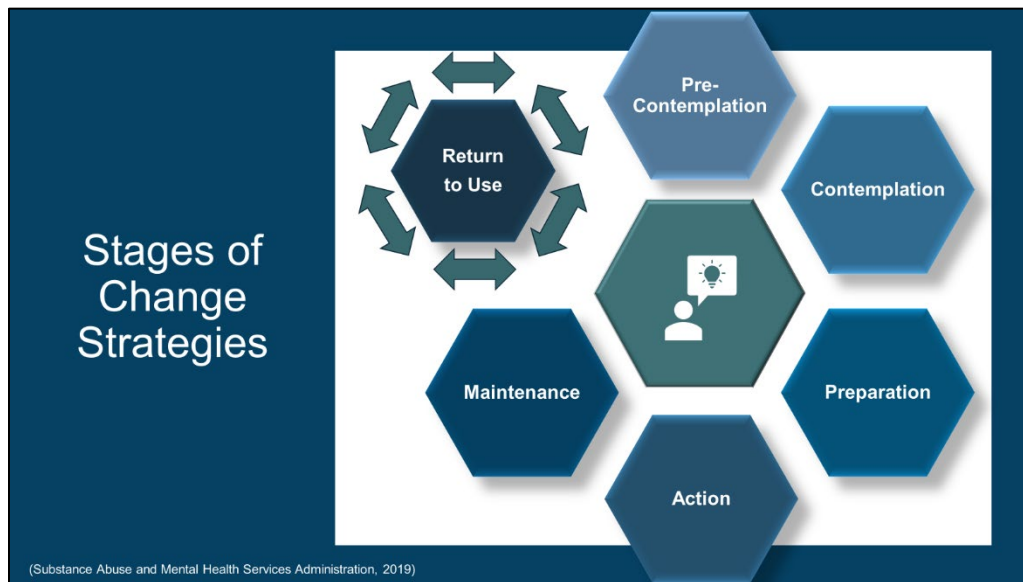 Stages of
Change
Strategies
Return
to Use
Pre-
Contemplation
Contemplation
Preparation
Action
Maintenance
(Substance Abuse and Mental Health Services Administration, 2019)